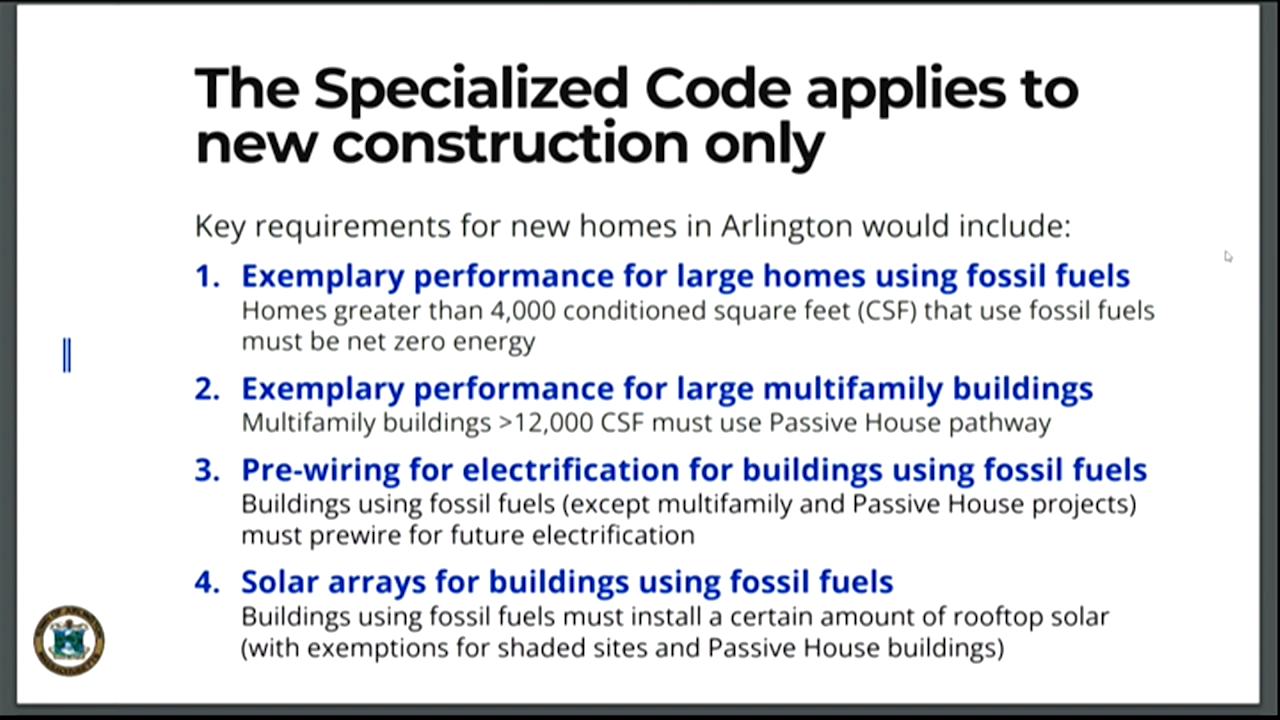 The Specialized Code applies to
new construction only
Key requirements for new homes in Arlington would include:
1. Exemplary performance for large homes using fossil fuels
Homes greater than 4,000 conditioned square feet (CSF) that use fossil fuels
must be net zero energy
2. Exemplary performance for large multifamily buildings
Multifamily buildings >12,000 CSF must use Passive House pathway
3. Pre-wiring for electrification for buildings using fossil fuels
Buildings using fossil fuels (except multifamily and Passive House projects)
must prewire for future electrification
4. Solar arrays for buildings using fossil fuels
Buildings using fossil fuels must install a certain amount of rooftop solar
(with exemptions for shaded sites and Passive House buildings)